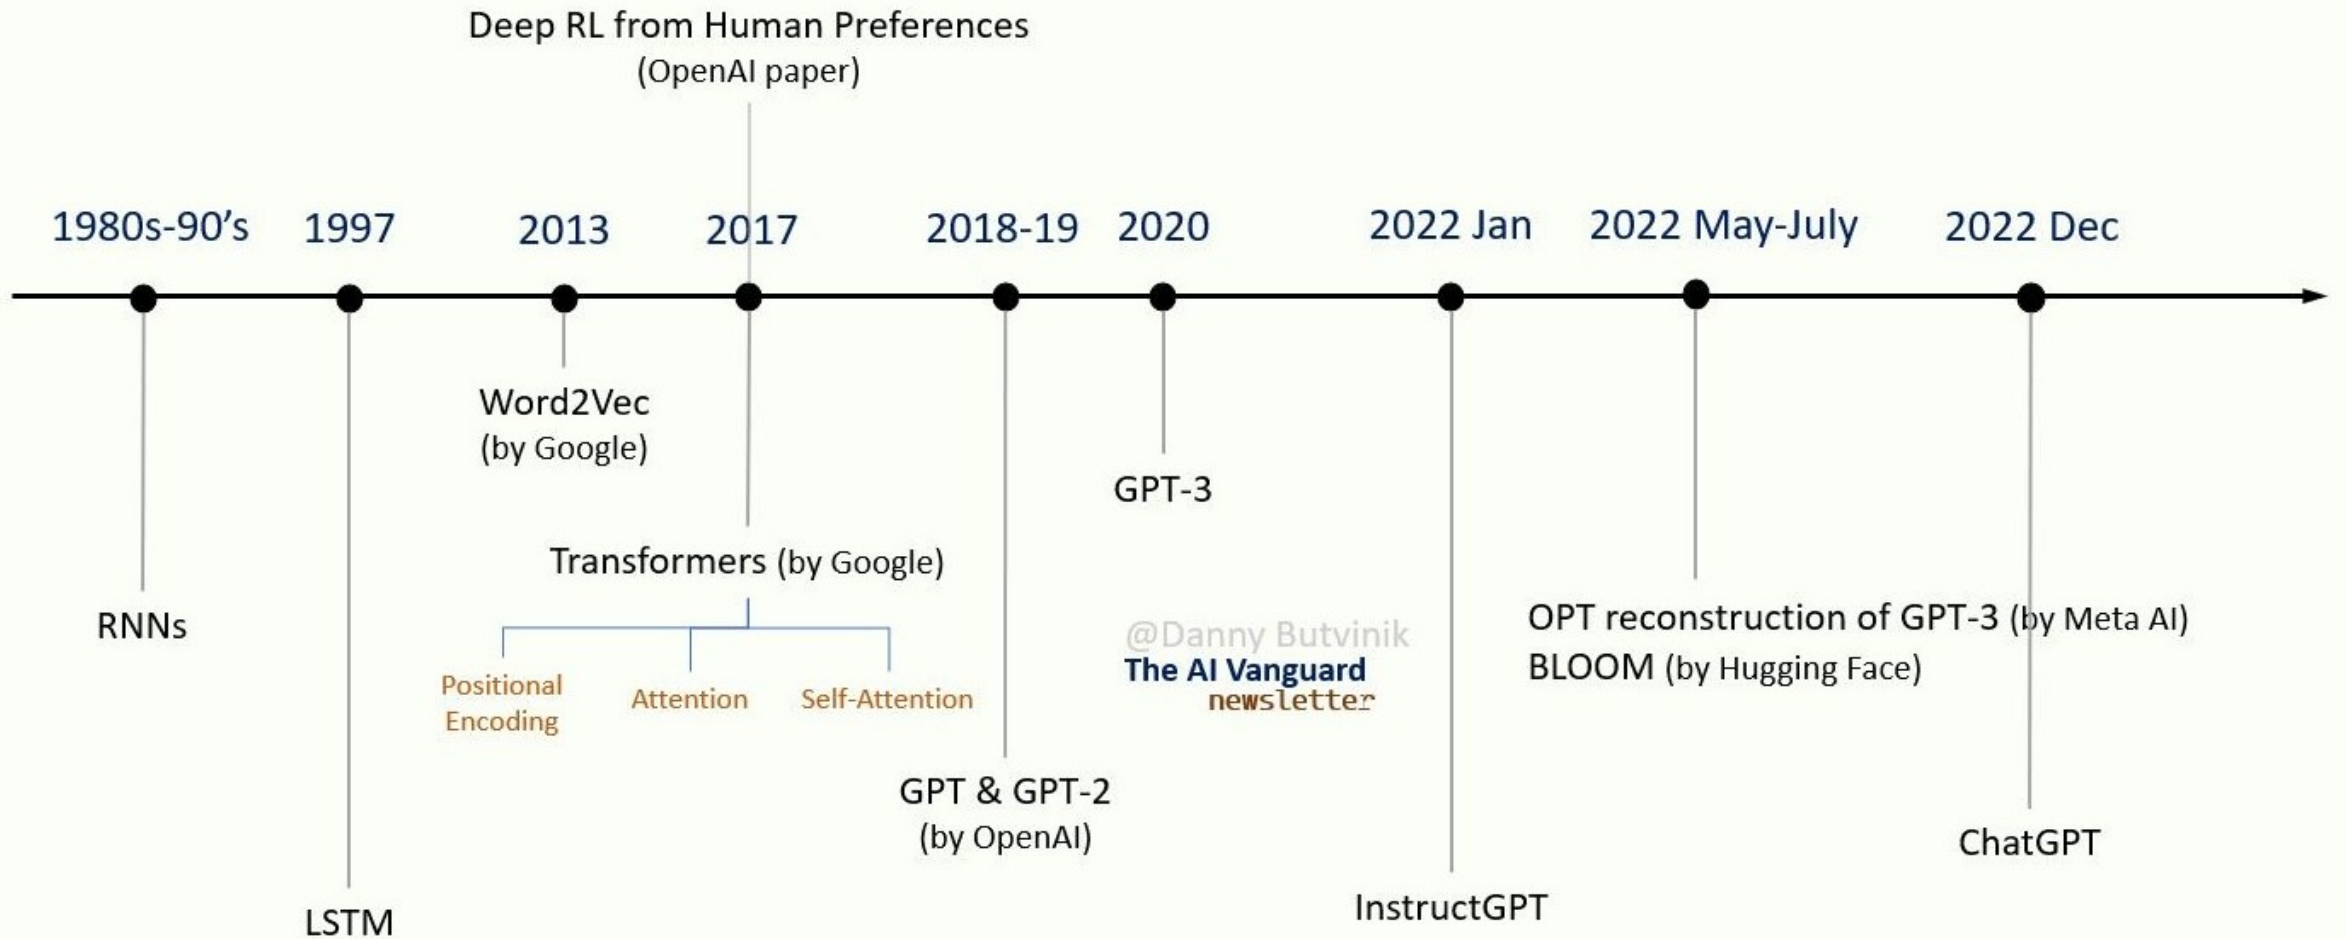 Deep RL from Human Preferences
(OpenAI paper)
1980s-90’s
1997
2013
2017
2018-19
2020
2022 Jan
2022 May-July
2022 Dec
Word2Vec
(by Google)
GPT-3
Transformers (by Google)
RNNs
Positional
Encoding
Attention
Self-Attention
@Danny Butvinik
The AI Vanguard
newsletter
OPT reconstruction of GPT-3 (by Meta AI)
BLOOM (by Hugging Face)
GPT & GPT-2
(by OpenAI)
ChatGPT
InstructGPT
LSTM